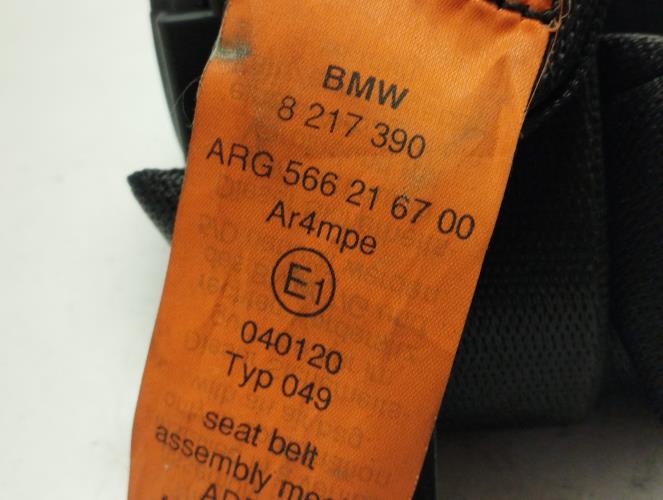 BMW
8 217 390
ARG 566 21 67 00
Ar4mpe
E1
040120
Typ 049
seat belt
assembly